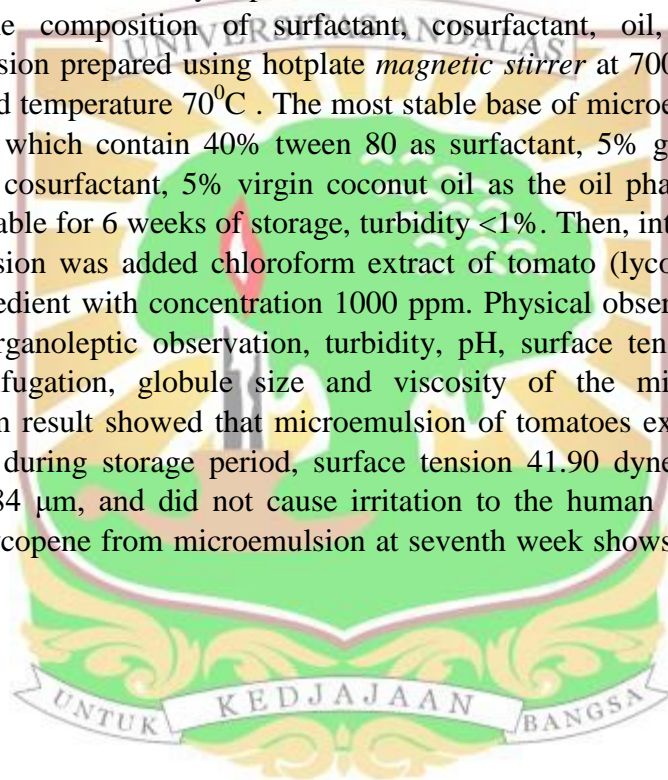 e composition of surfactant, cosurfactant, oil,
UNIVERSITAS ANDALAS
sion prepared using hotplate magnetic stirrer at 700
d temperature 70⁰C . The most stable base of microe
which contain 40% tween 80 as surfactant, 5% g
cosurfactant, 5% virgin coconut oil as the oil pha
able for 6 weeks of storage, turbidity <1%. Then, int
sion was added chloroform extract of tomato (lyco
edient with concentration 1000 ppm. Physical obser
rganoleptic observation, turbidity, pH, surface ten
fugation, globule size and viscosity of the mi
n result showed that microemulsion of tomatoes ex
during storage period, surface tension 41.90 dyne
84 μm, and did not cause irritation to the human
ycopene from microemulsion at seventh week shows
UNTUK KEDJAJAAN BANGSA